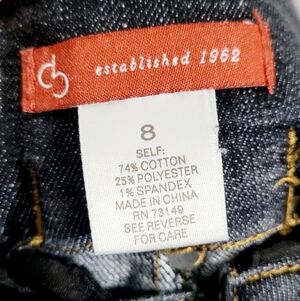 established 1962
8
SELF:
74% COTTON
25% POLYESTER
1% SPANDEX
MADE IN CHINA
RN 73149
SEE REVERSE
FOR CARE